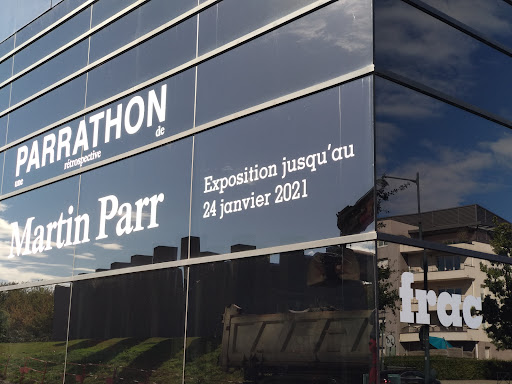 PARRATHON
une rétrospective de
Martin Parr
Exposition jusqu'au
24 janvier 2021
frac